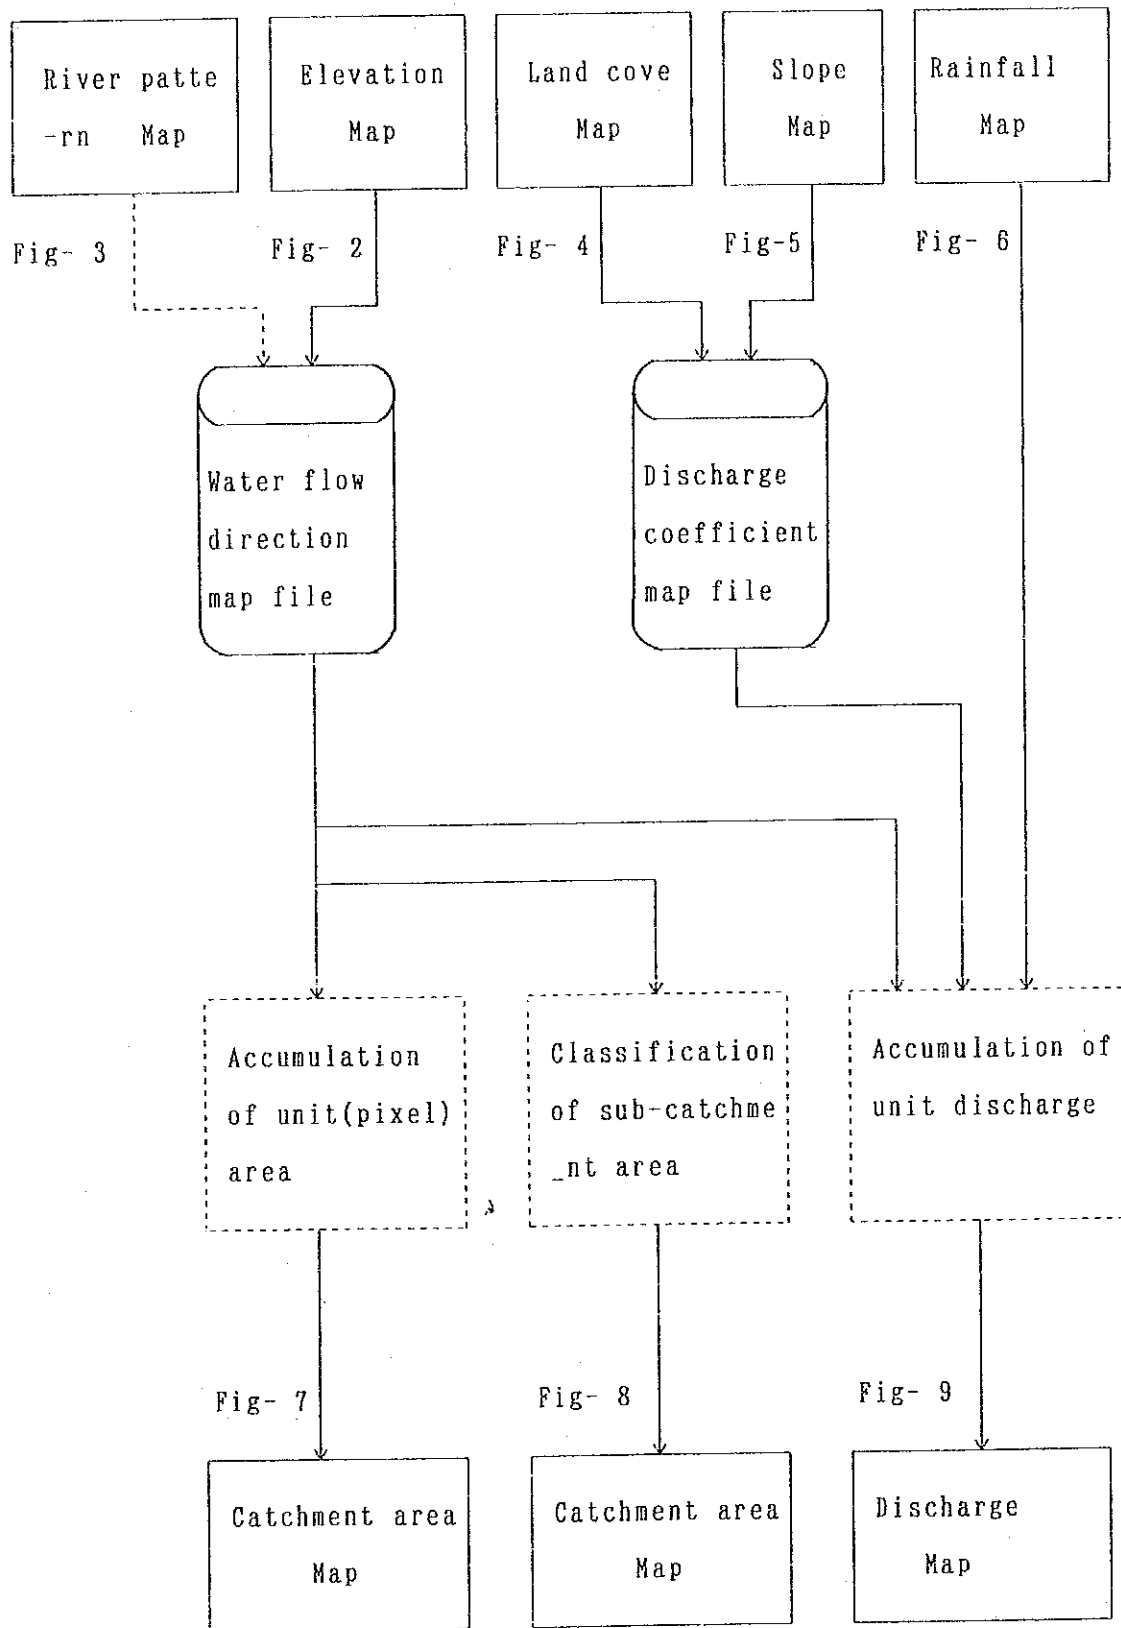 River patte
-rn Map
Elevation
Map
Land cove
Map
Slope
Map
Rainfall
Map
Fig- 3
Fig- 2
Fig- 4
Fig-5
Fig- 6
Water flow
direction
map file
Discharge
coefficient
map file
Accumulation
of unit(pixel)
area
Classification
of sub-catchme
_nt area
Accumulation of
unit discharge
Fig- 7
Fig- 8
Fig- 9
Catchment area
Map
Catchment area
Map
Discharge
Map